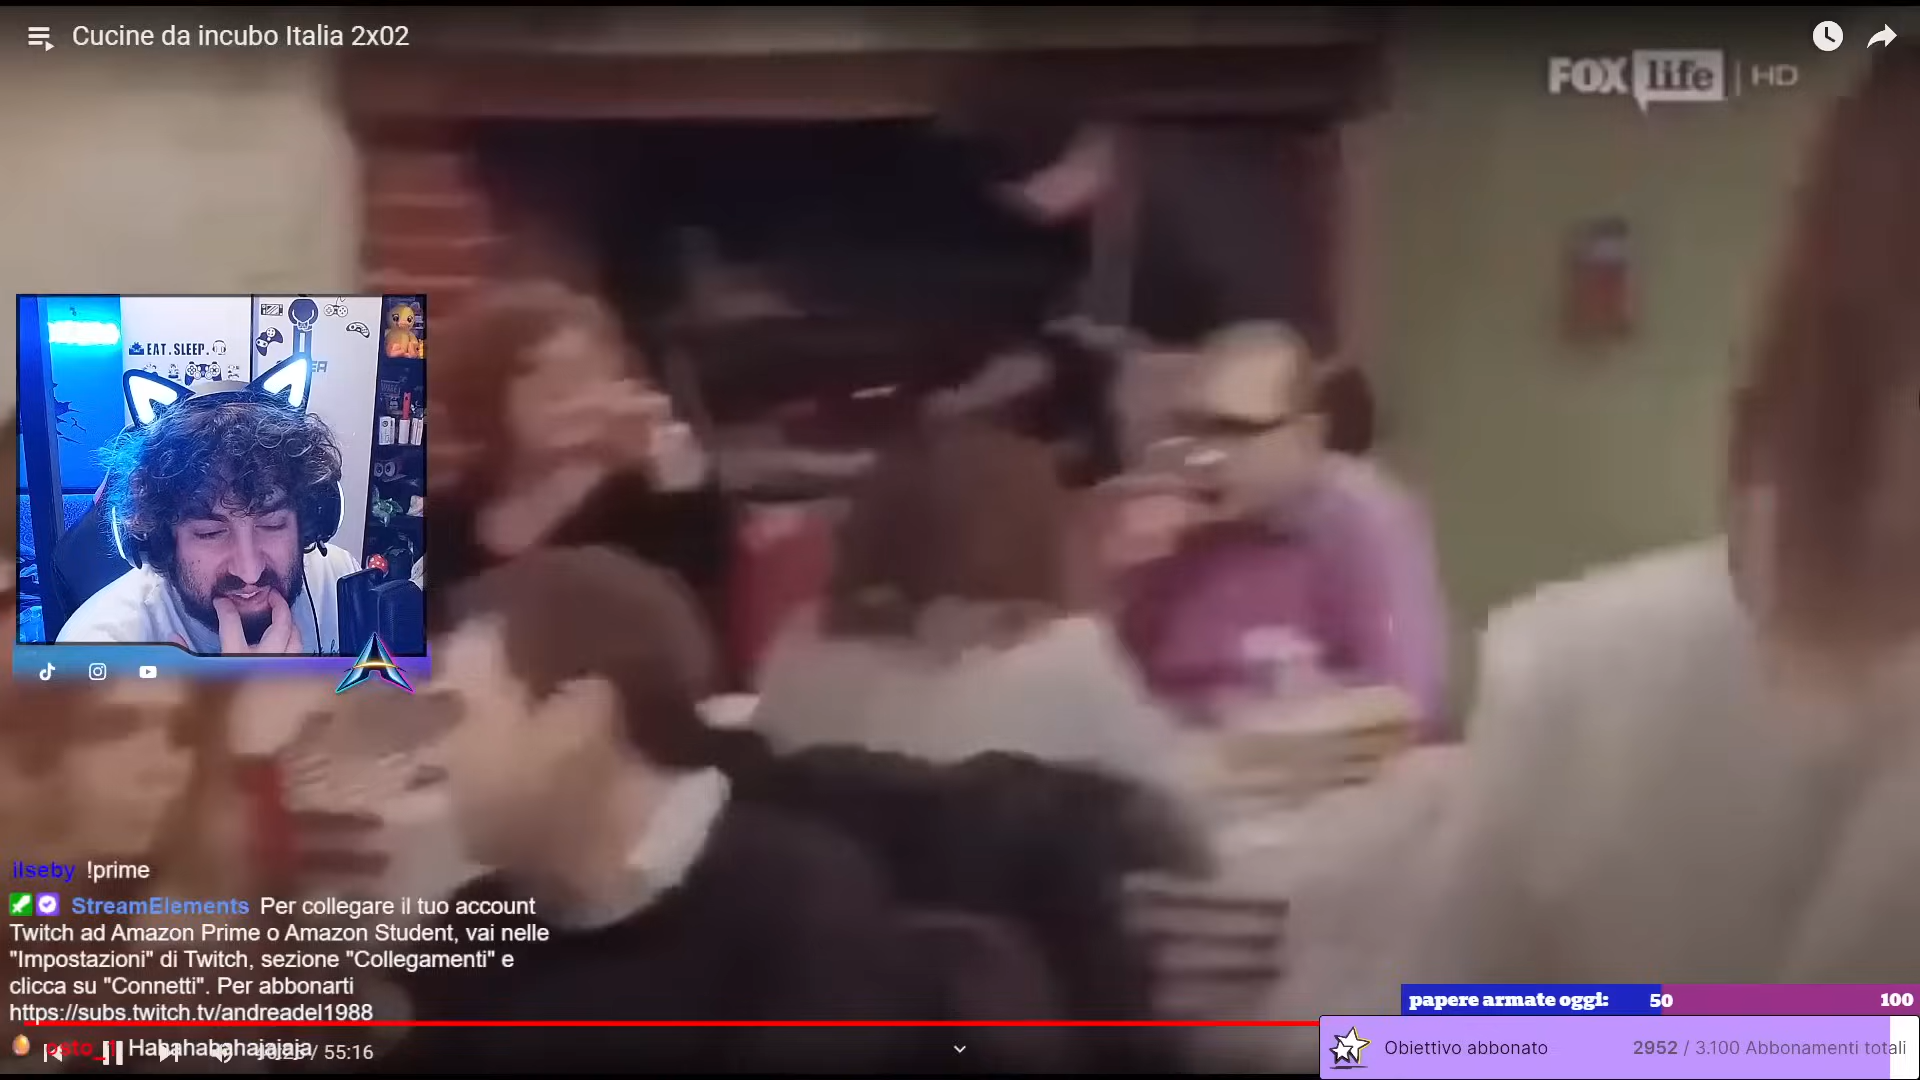 Cucine da incubo Italia 2x02
FOX life | HD
EAT.SLEEP.
ilseby !prime
StreamElements Per collegare il tuo account
Twitch ad Amazon Prime o Amazon Student, vai nelle
"Impostazioni" di Twitch, sezione "Collegamenti" e
clicca su "Connetti". Per abbonarti
https://subs.twitch.tv/andreadel1988
Hahahahahajajaja
/ 55:16
papere armate oggi: 50 100
Obiettivo abbonato 2952 / 3.100 Abbonamenti totali